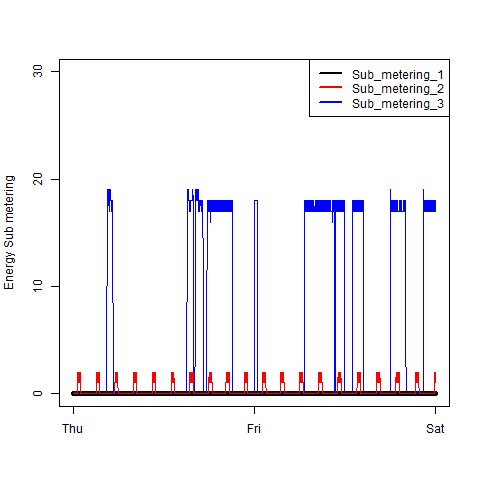 Energy Sub metering
30
20
10
0
Sub_metering_1
Sub_metering_2
Sub_metering_3
Thu
Fri
Sat